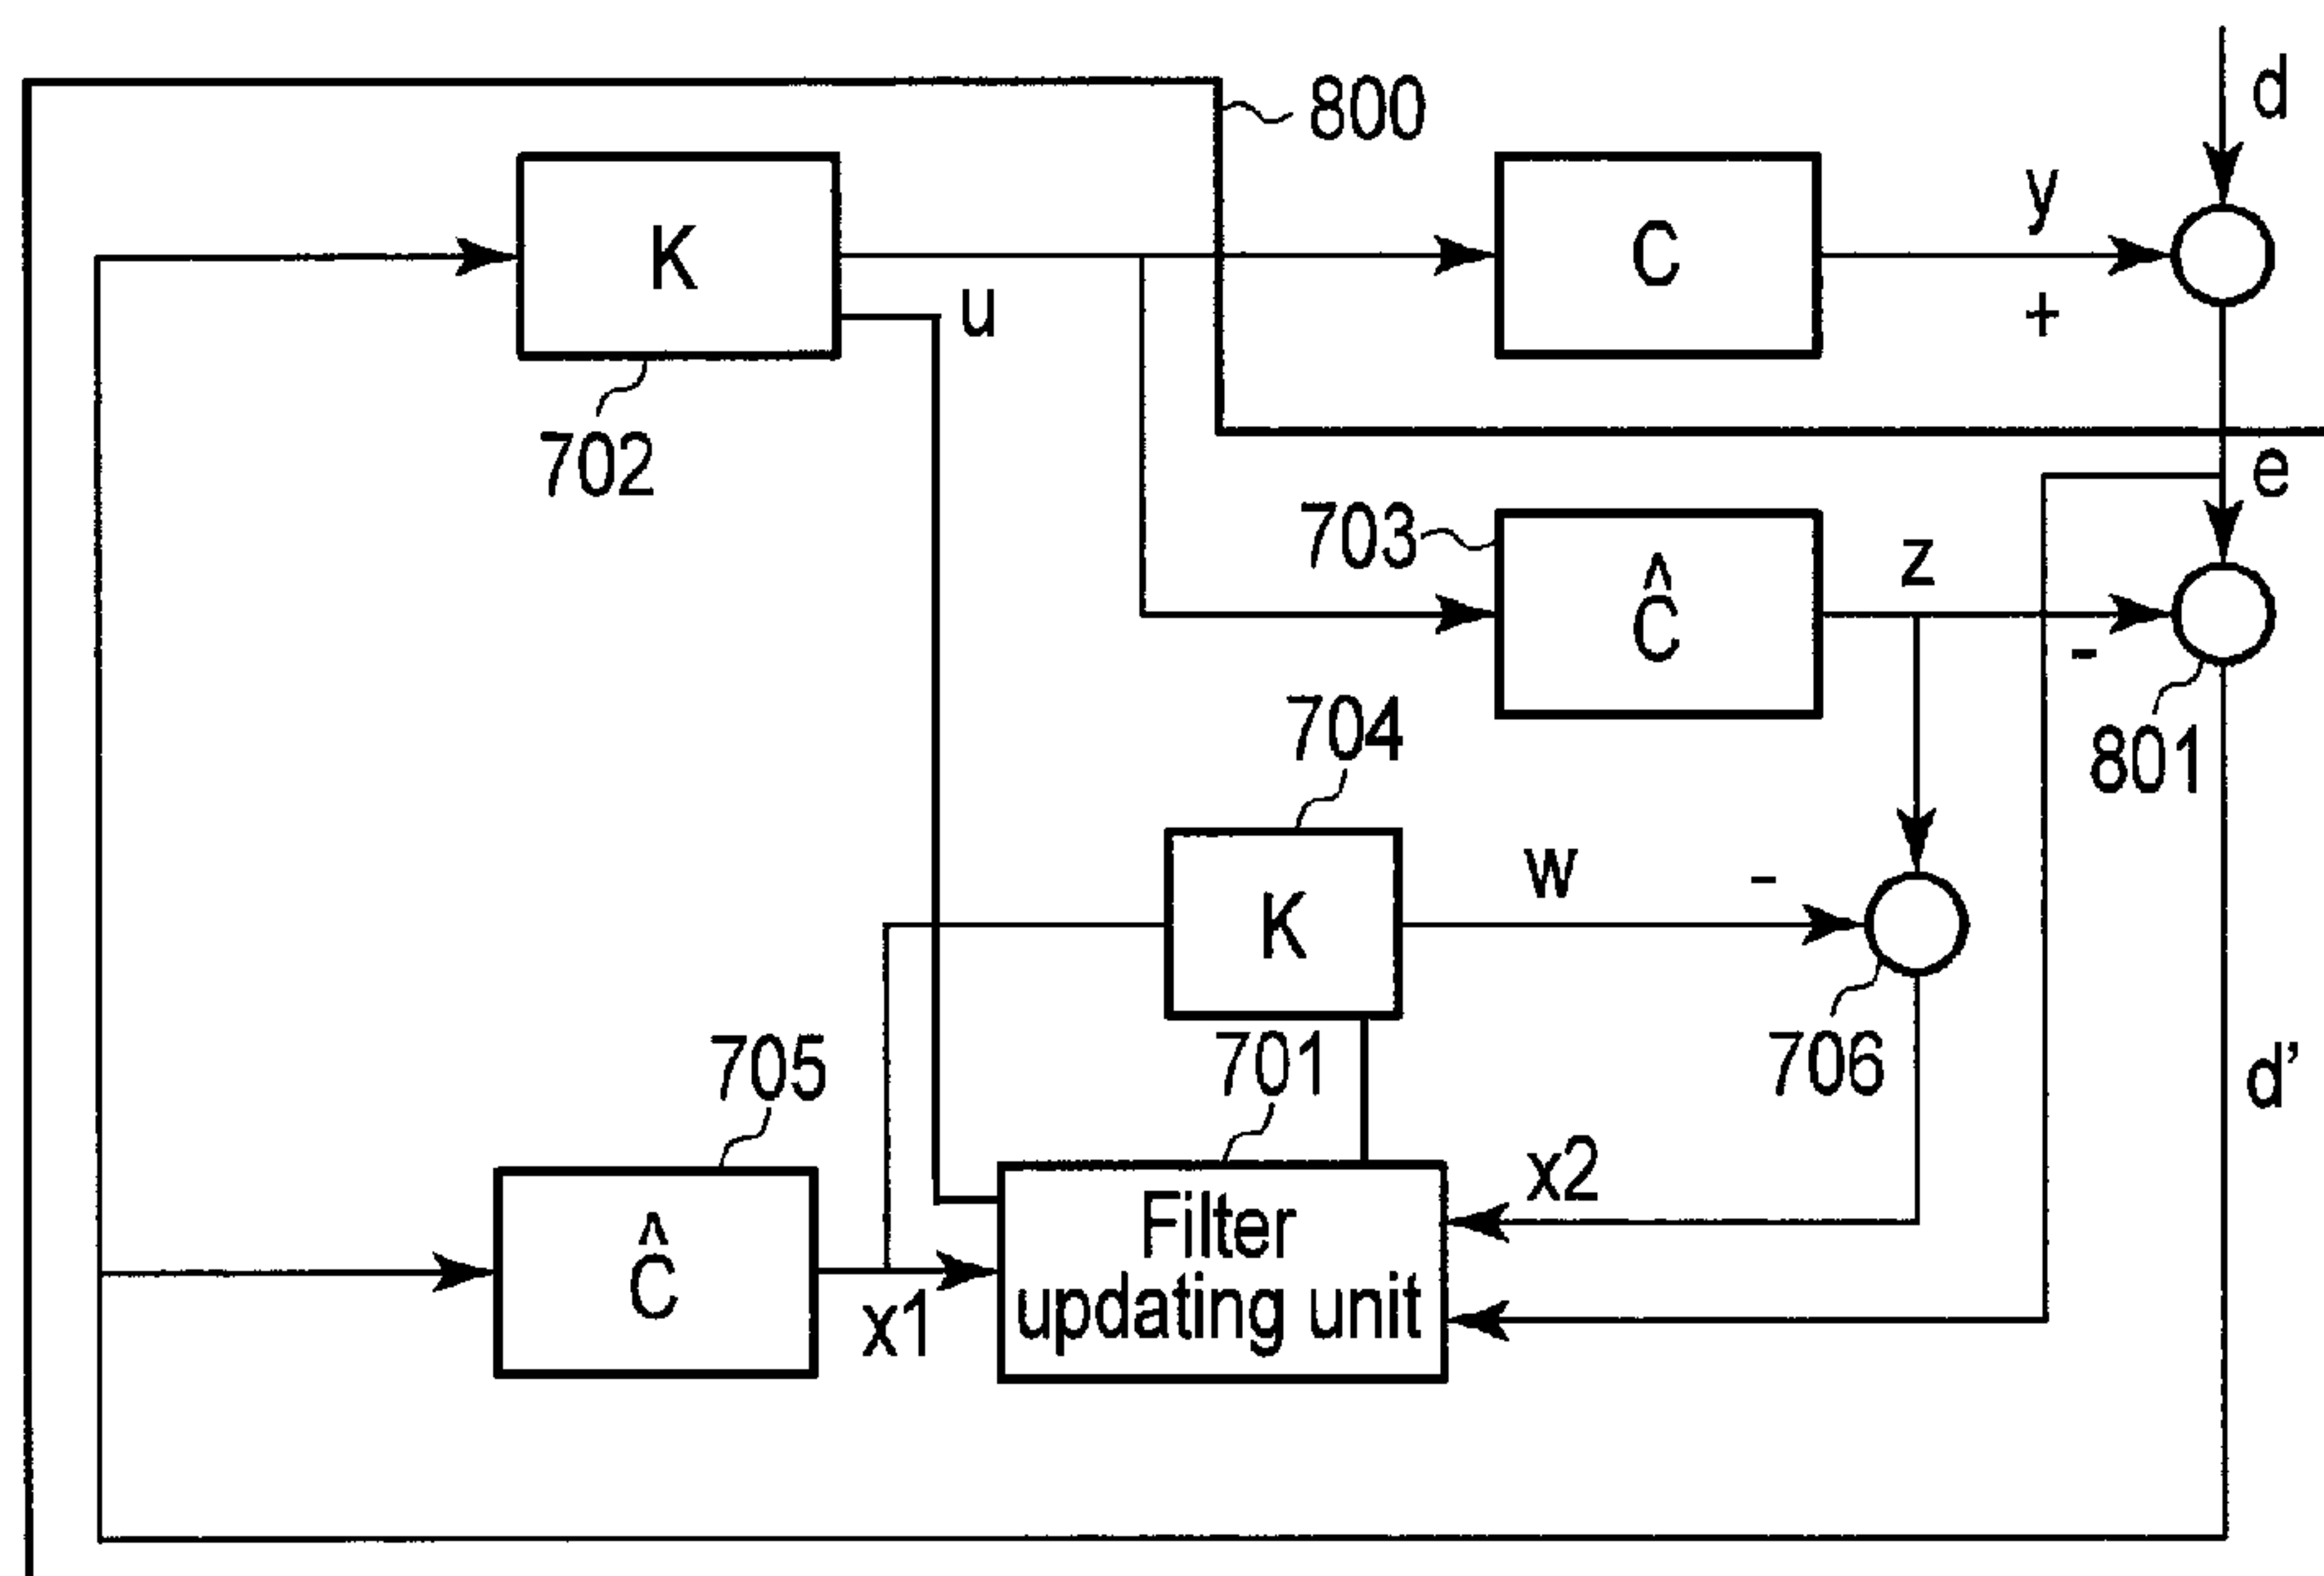 800
d
K
C
y
+
u
702
e
703
Ĉ
z
-
801
704
K
w
-
706
d'
705
701
Ĉ
x1
Filter
updating unit
x2